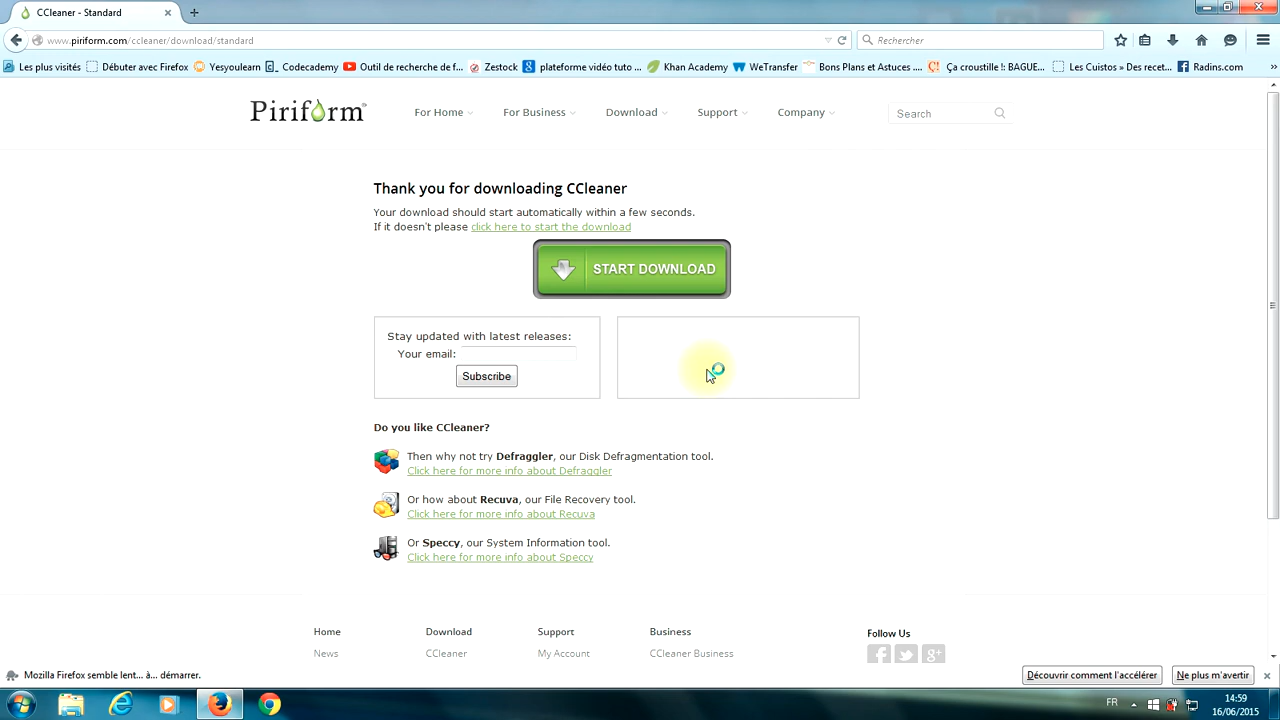 CCleaner - Standard
www.piriform.com/ccleaner/download/standard
Rechercher
Les plus visités Débuter avec Firefox Yesyoulearn Codecademy Outil de recherche de f... Zestock plateforme vidéo tuto ... Khan Academy WeTransfer Bons Plans et Astuces .... Ça croustille !: BAGUE... Les Cuistos » Des recet... Radins.com
Piriform
For Home For Business Download Support Company Search
Thank you for downloading CCleaner
Your download should start automatically within a few seconds.
If it doesn't please click here to start the download
START DOWNLOAD
Stay updated with latest releases:
Your email:
Subscribe
Do you like CCleaner?
Then why not try Defraggler, our Disk Defragmentation tool.
Click here for more info about Defraggler
Or how about Recuva, our File Recovery tool.
Click here for more info about Recuva
Or Speccy, our System Information tool.
Click here for more info about Speccy
Home Download Support Business Follow Us
News CCleaner My Account CCleaner Business
Mozilla Firefox semble lent... à... démarrer. Découvrir comment l'accélérer Ne plus m'avertir
FR 14:59
16/06/2015